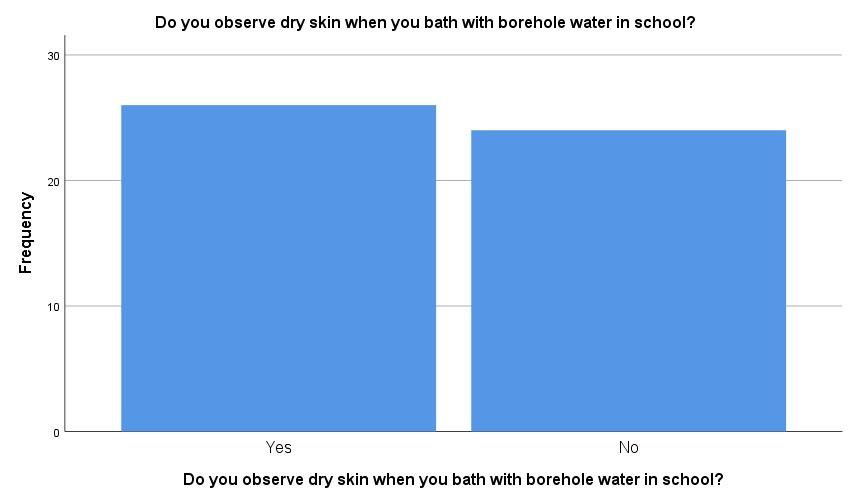 Do you observe dry skin when you bath with borehole water in school?
30
20
10
0
Frequency
Yes
No
Do you observe dry skin when you bath with borehole water in school?